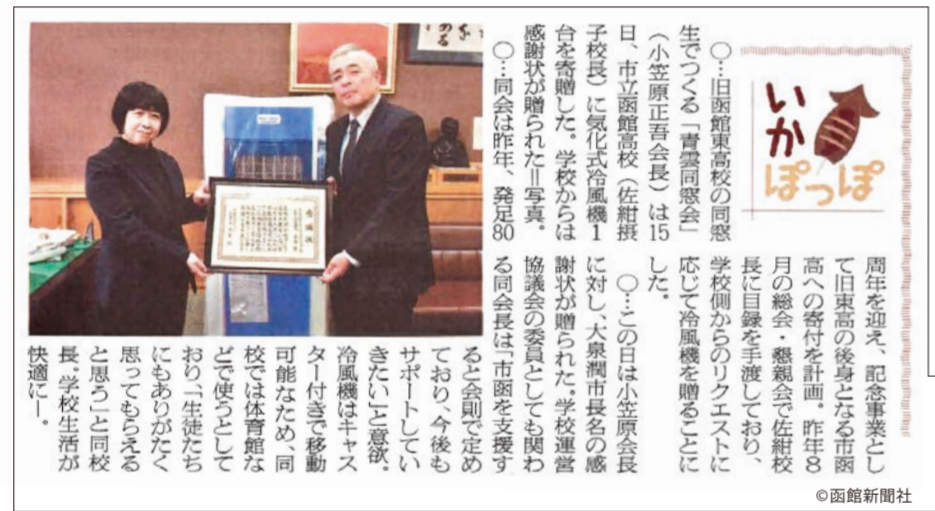 いか
ぽっぽ
○…旧函館東高校の同窓
生でつくる「青雲同窓会」
（小笠原正吾会長）は15
日、市立函館高校（佐紺摂
子校長）に気化式冷風機1
台を寄贈した。学校からは
感謝状が贈られた＝写真。
○…同会は昨年、発足80
周年を迎え、記念事業とし
て旧東高の後身となる市函
高への寄付を計画。昨年8
月の総会・懇親会で佐紺校
長に目録を手渡しており、
学校側からのリクエストに
応じて冷風機を贈ることに
した。
○…この日は小笠原会長
に対し、大泉潤市長名の感
謝状が贈られた。学校運営
協議会の委員としても関わ
る同会長は「市函を支援す
ると会則で定め
ており、今後も
サポートしてい
きたい」と意欲。
冷風機はキャス
ター付きで移動
可能なため、同
校では体育館な
どで使うとして
おり、「生徒たち
にもありがたく
思ってもらえる
と思う」と同校
長。学校生活が
快適に―。
感謝状
©函館新聞社